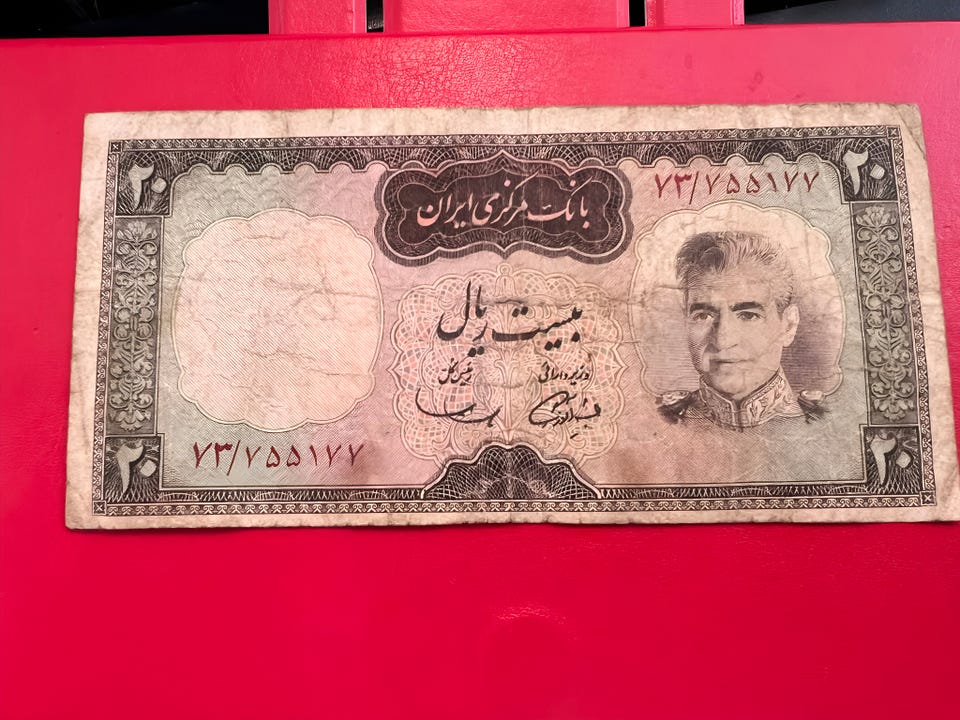 ۲۰
بانک مرکزی ایران
۷۳/۷۵۵۱۷۷
۲۰
بیست ریال
وزیر دارائی
رئیس کل
۷۳/۷۵۵۱۷۷
۲۰
۲۰